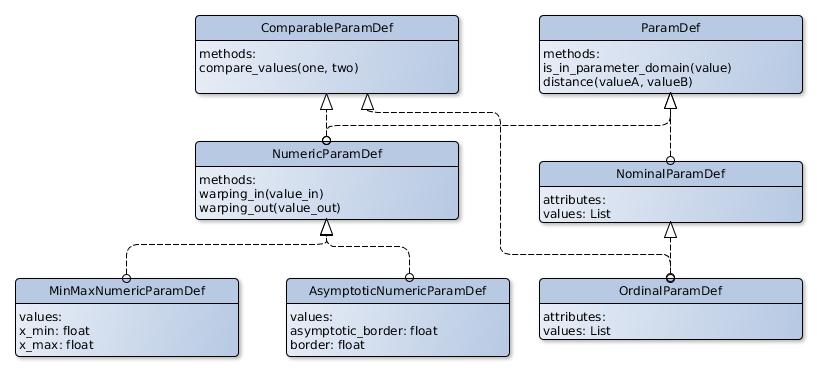 ComparableParamDef
methods:
compare_values(one, two)
ParamDef
methods:
is_in_parameter_domain(value)
distance(valueA, valueB)
NumericParamDef
methods:
warping_in(value_in)
warping_out(value_out)
NominalParamDef
attributes:
values: List
MinMaxNumericParamDef
values:
x_min: float
x_max: float
AsymptoticNumericParamDef
values:
asymptotic_border: float
border: float
OrdinalParamDef
attributes:
values: List